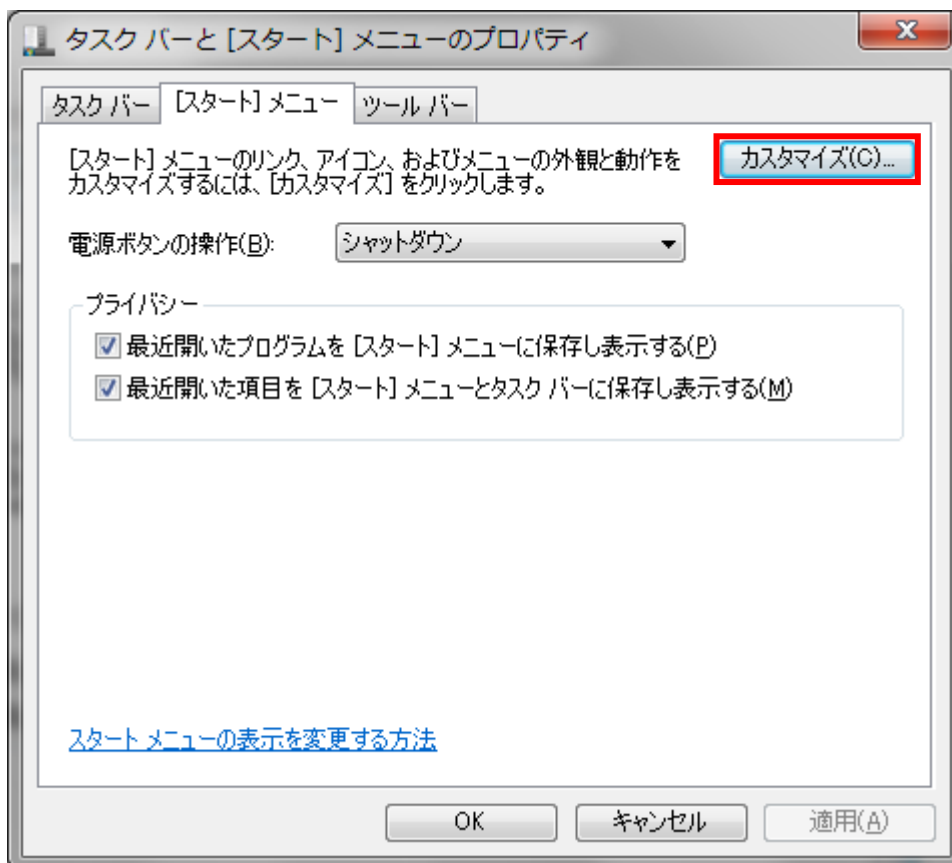 タスク バーと [スタート] メニューのプロパティ
タスク バー
[スタート] メニュー
ツール バー
[スタート] メニューのリンク、アイコン、およびメニューの外観と動作を
カスタマイズするには、[カスタマイズ] をクリックします。
カスタマイズ(C)...
電源ボタンの操作(B):
シャットダウン
プライバシー
最近開いたプログラムを [スタート] メニューに保存し表示する(P)
最近開いた項目を [スタート] メニューとタスク バーに保存し表示する(M)
スタート メニューの表示を変更する方法
OK
キャンセル
適用(A)